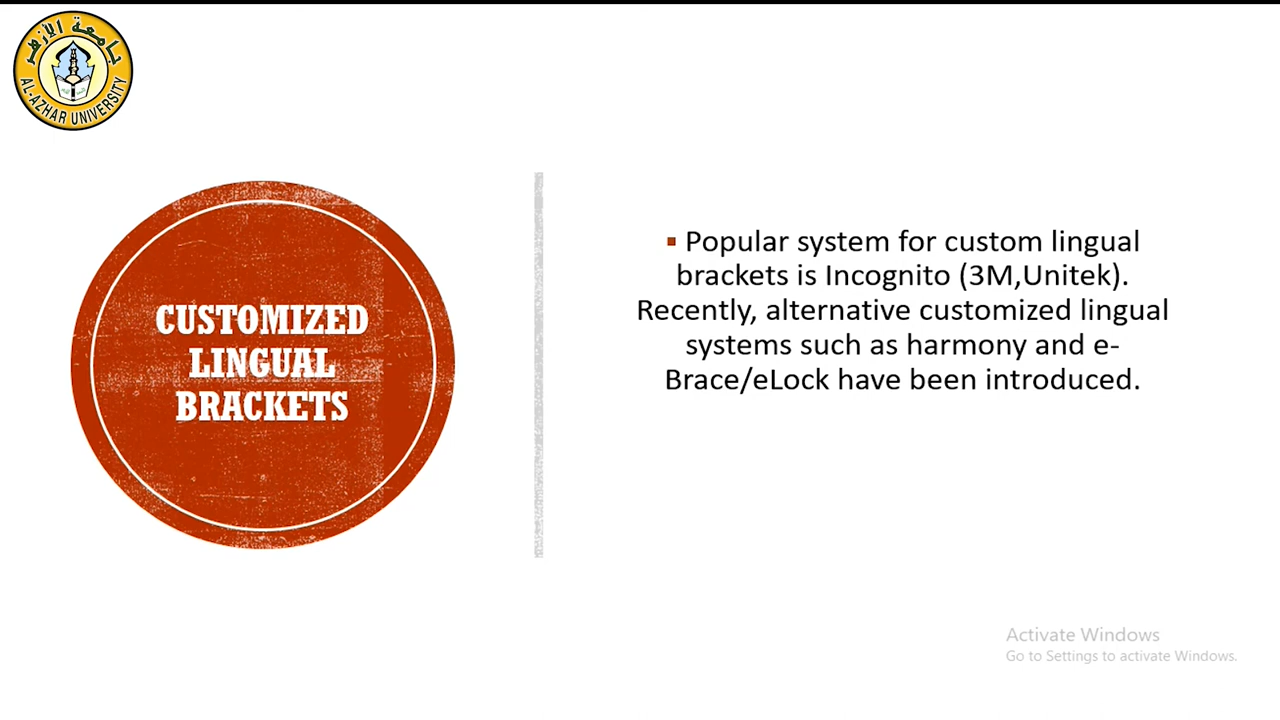 جامعة الأزهر
AL-AZHAR UNIVERSITY
CUSTOMIZED
LINGUAL
BRACKETS
▪ Popular system for custom lingual
brackets is Incognito (3M,Unitek).
Recently, alternative customized lingual
systems such as harmony and e-
Brace/eLock have been introduced.
Activate Windows
Go to Settings to activate Windows.